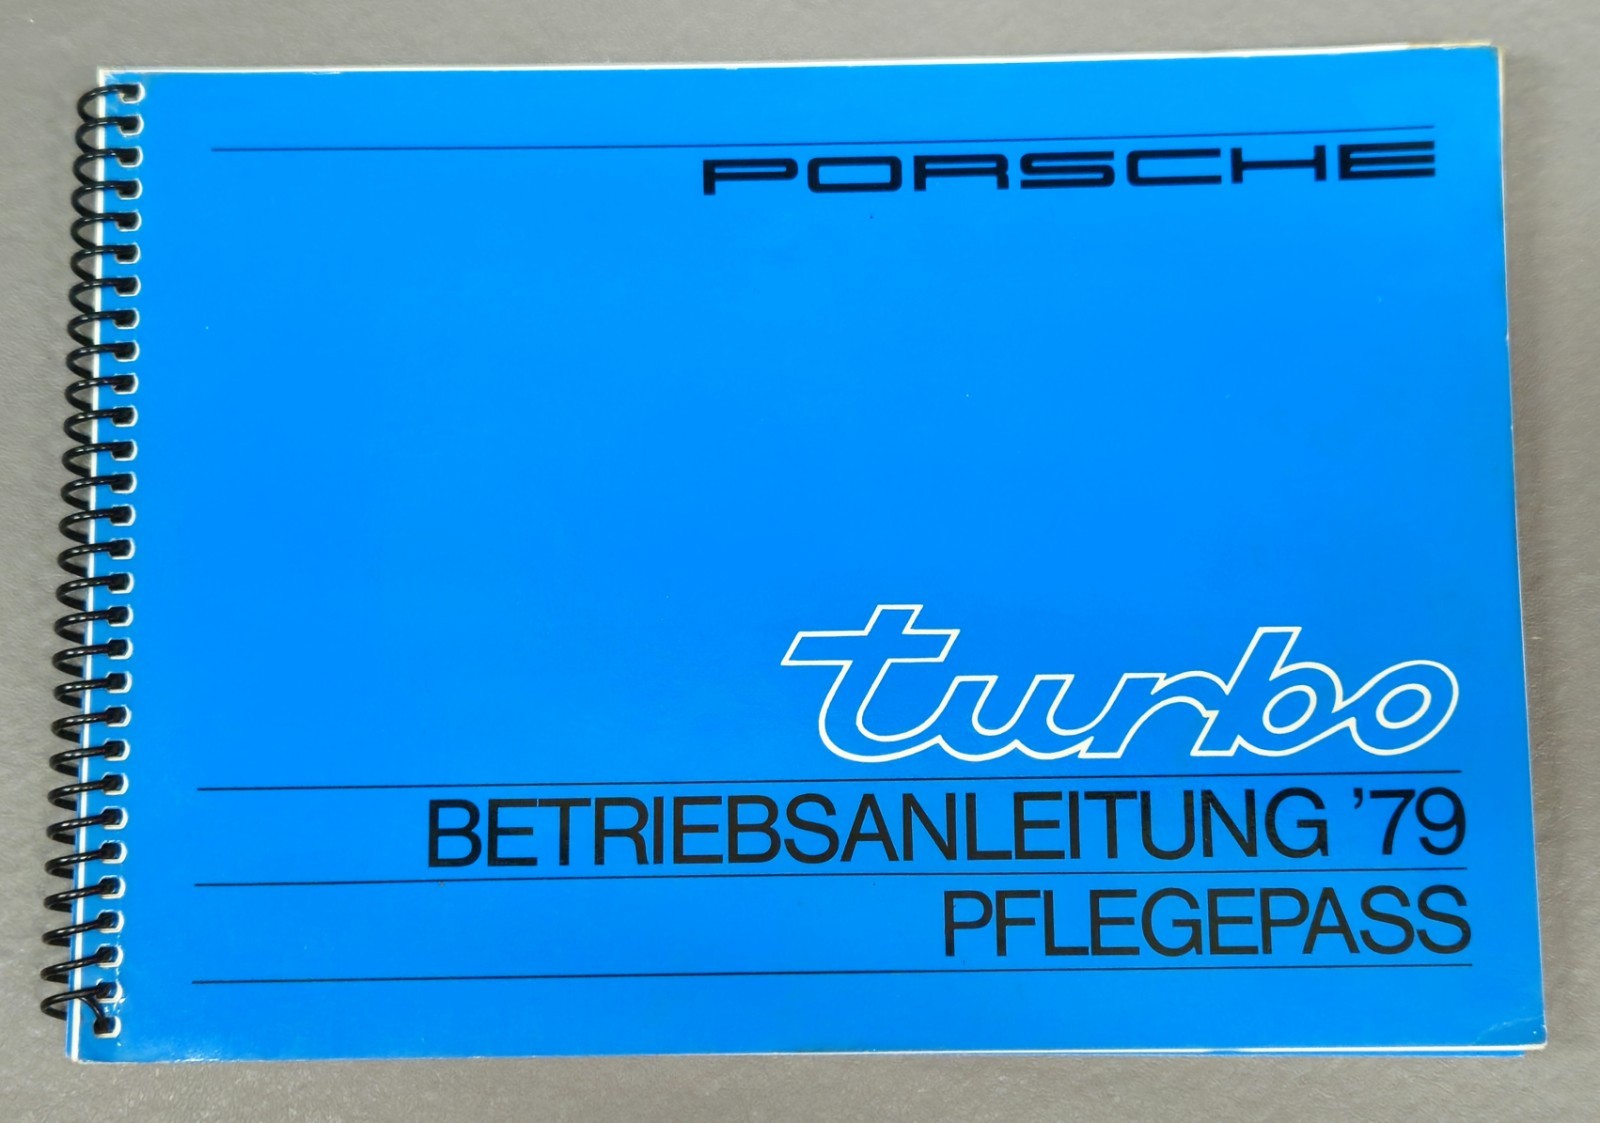 PORSCHE
turbo
BETRIEBSANLEITUNG '79
PFLEGEPASS